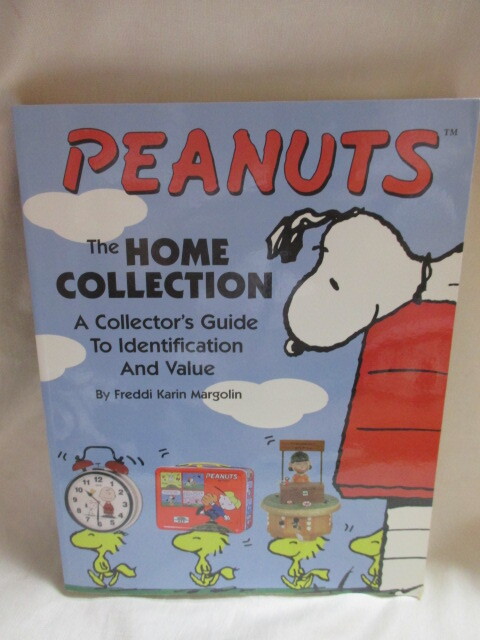 PEANUTS™
The HOME
COLLECTION
A Collector's Guide
To Identification
And Value
By Freddi Karin Margolin
PEANUTS